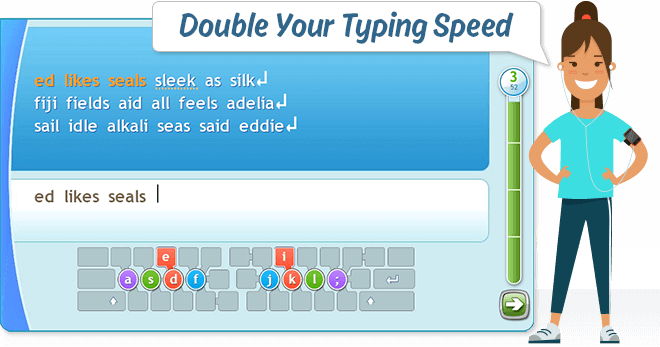 Double Your Typing Speed
ed likes seals sleek as silk↵
fiji fields aid all feels adelia↵
sail idle alkali seas said eddie↵
3
52
ed likes seals
e i
a s d f j k l ;